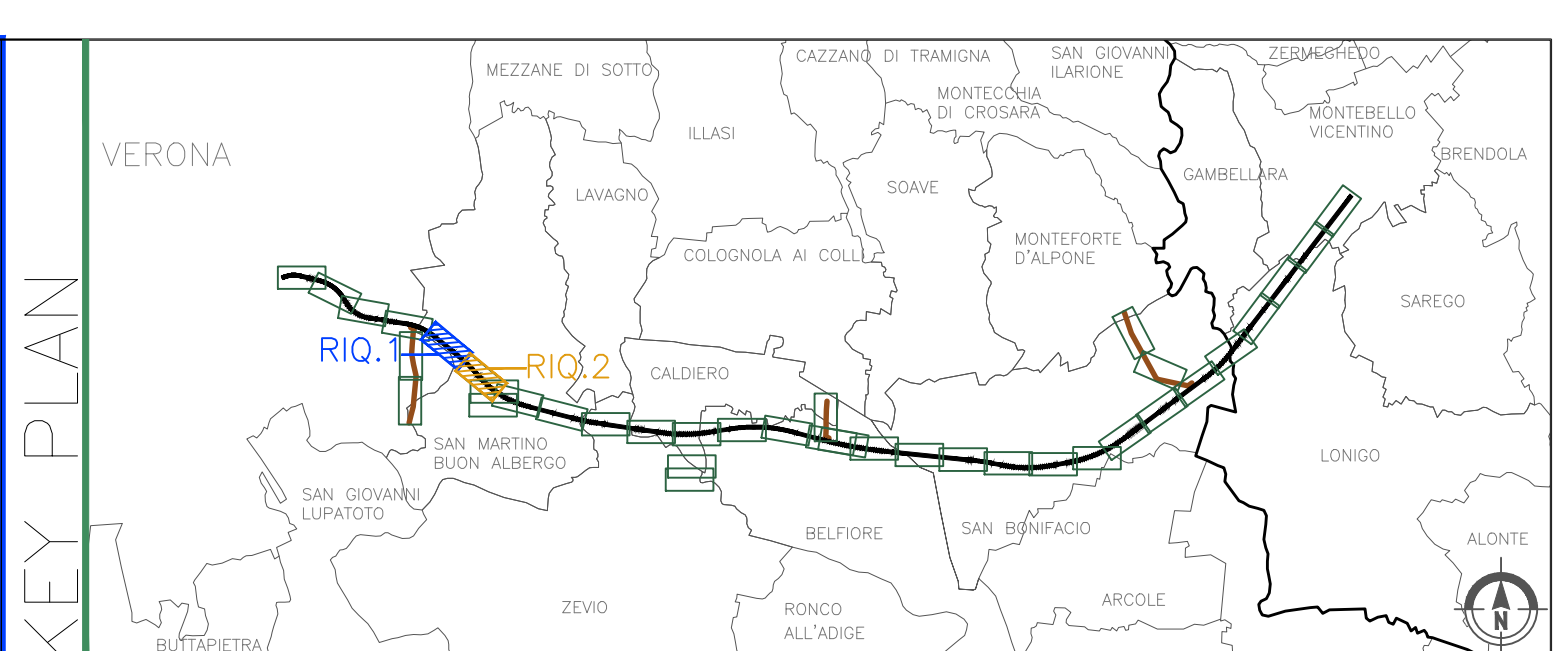 KEY PLAN
VERONA
MEZZANE DI SOTTO
CAZZANO DI TRAMIGNA
SAN GIOVANNI
ILARIONE
ZERMEGHEDO
MONTECCHIA
DI CROSARA
MONTEBELLO
VICENTINO
ILLASI
BRENDOLA
GAMBELLARA
LAVAGNO
SOAVE
MONTEFORTE
D'ALPONE
COLOGNOLA AI COLLI
SAREGO
RIQ.1
RIQ.2
CALDIERO
SAN MARTINO
BUON ALBERGO
LONIGO
SAN GIOVANNI
LUPATOTO
BELFIORE
SAN BONIFACIO
ALONTE
ZEVIO
RONCO
ALL'ADIGE
ARCOLE
N
BUTTAPIETRA